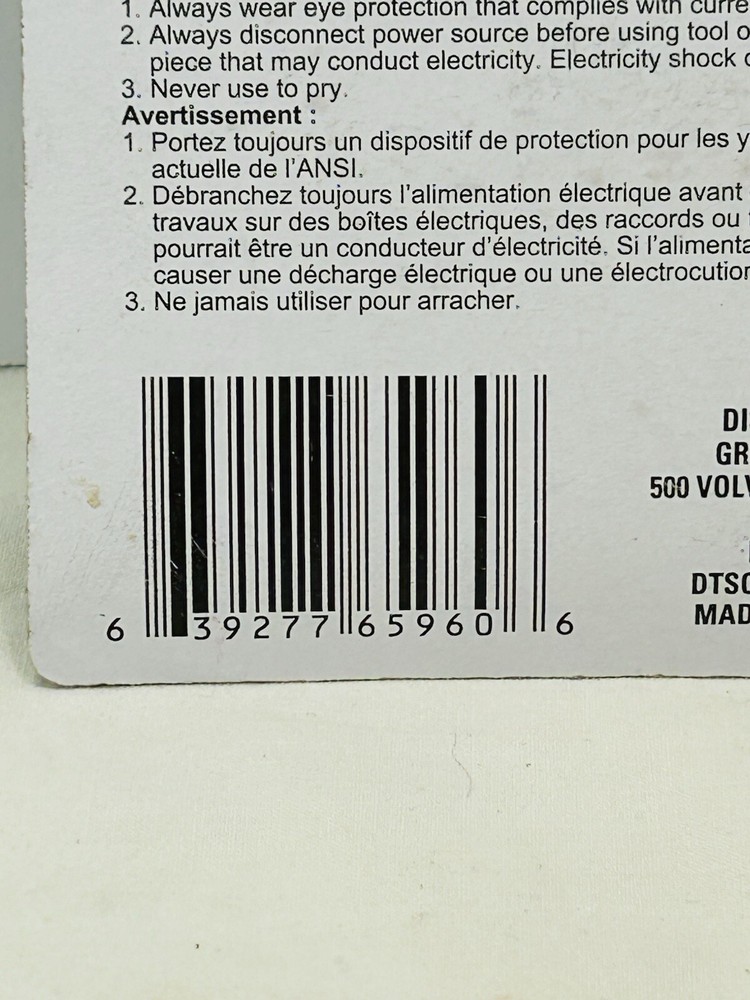 1. Always wear eye protection that complies with curre
2. Always disconnect power source before using tool o
piece that may conduct electricity. Electricity shock
3. Never use to pry.
Avertissement :
1. Portez toujours un dispositif de protection pour les y
actuelle de l'ANSI.
2. Débranchez toujours l'alimentation électrique avant
travaux sur des boîtes électriques, des raccords ou
pourrait être un conducteur d'électricité. Si l'alimenta
causer une décharge électrique ou une électrocution
3. Ne jamais utiliser pour arracher.
DI
GR
500 VOLV
DTSC
MAD
6 39277 65960 6